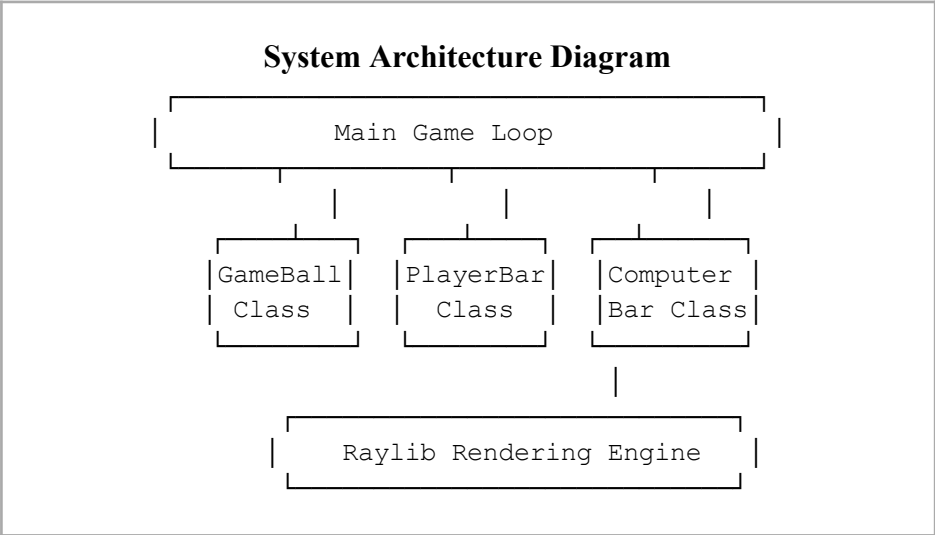 System Architecture Diagram
Main Game Loop
GameBall PlayerBar Computer
Class Class Bar Class
Raylib Rendering Engine